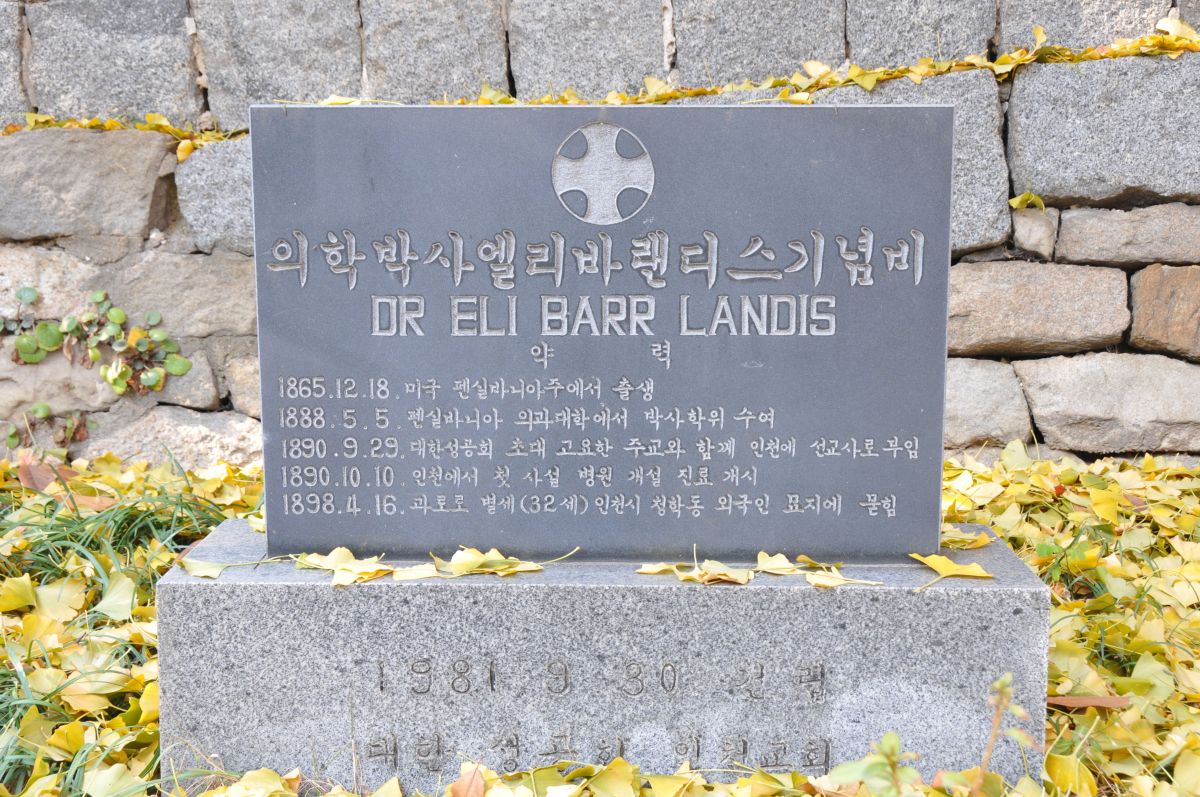 의학박사엘리바랜디스기념비
DR ELI BARR LANDIS
약 력
1865.12.18. 미국 펜실바니아주에서 출생
1888.5.5. 펜실바니아 의과대학에서 박사학위 수여
1890.9.29. 대한성공회 초대 고요한 주교와 함께 인천에 선교사로 부임
1890.10.10. 인천에서 첫 사설 병원 개설 진료 개시
1898.4.16. 과로로 별세(32세) 인천시 청학동 외국인 묘지에 묻힘
1981 9 30 건립
대한 성공회 인천교회